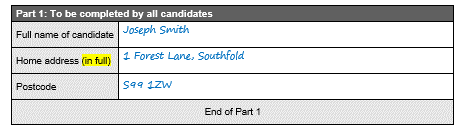 Part 1: To be completed by all candidates
Full name of candidate Joseph Smith
Home address (in full) 1 Forest Lane, Southfold
Postcode S99 1ZW
End of Part 1